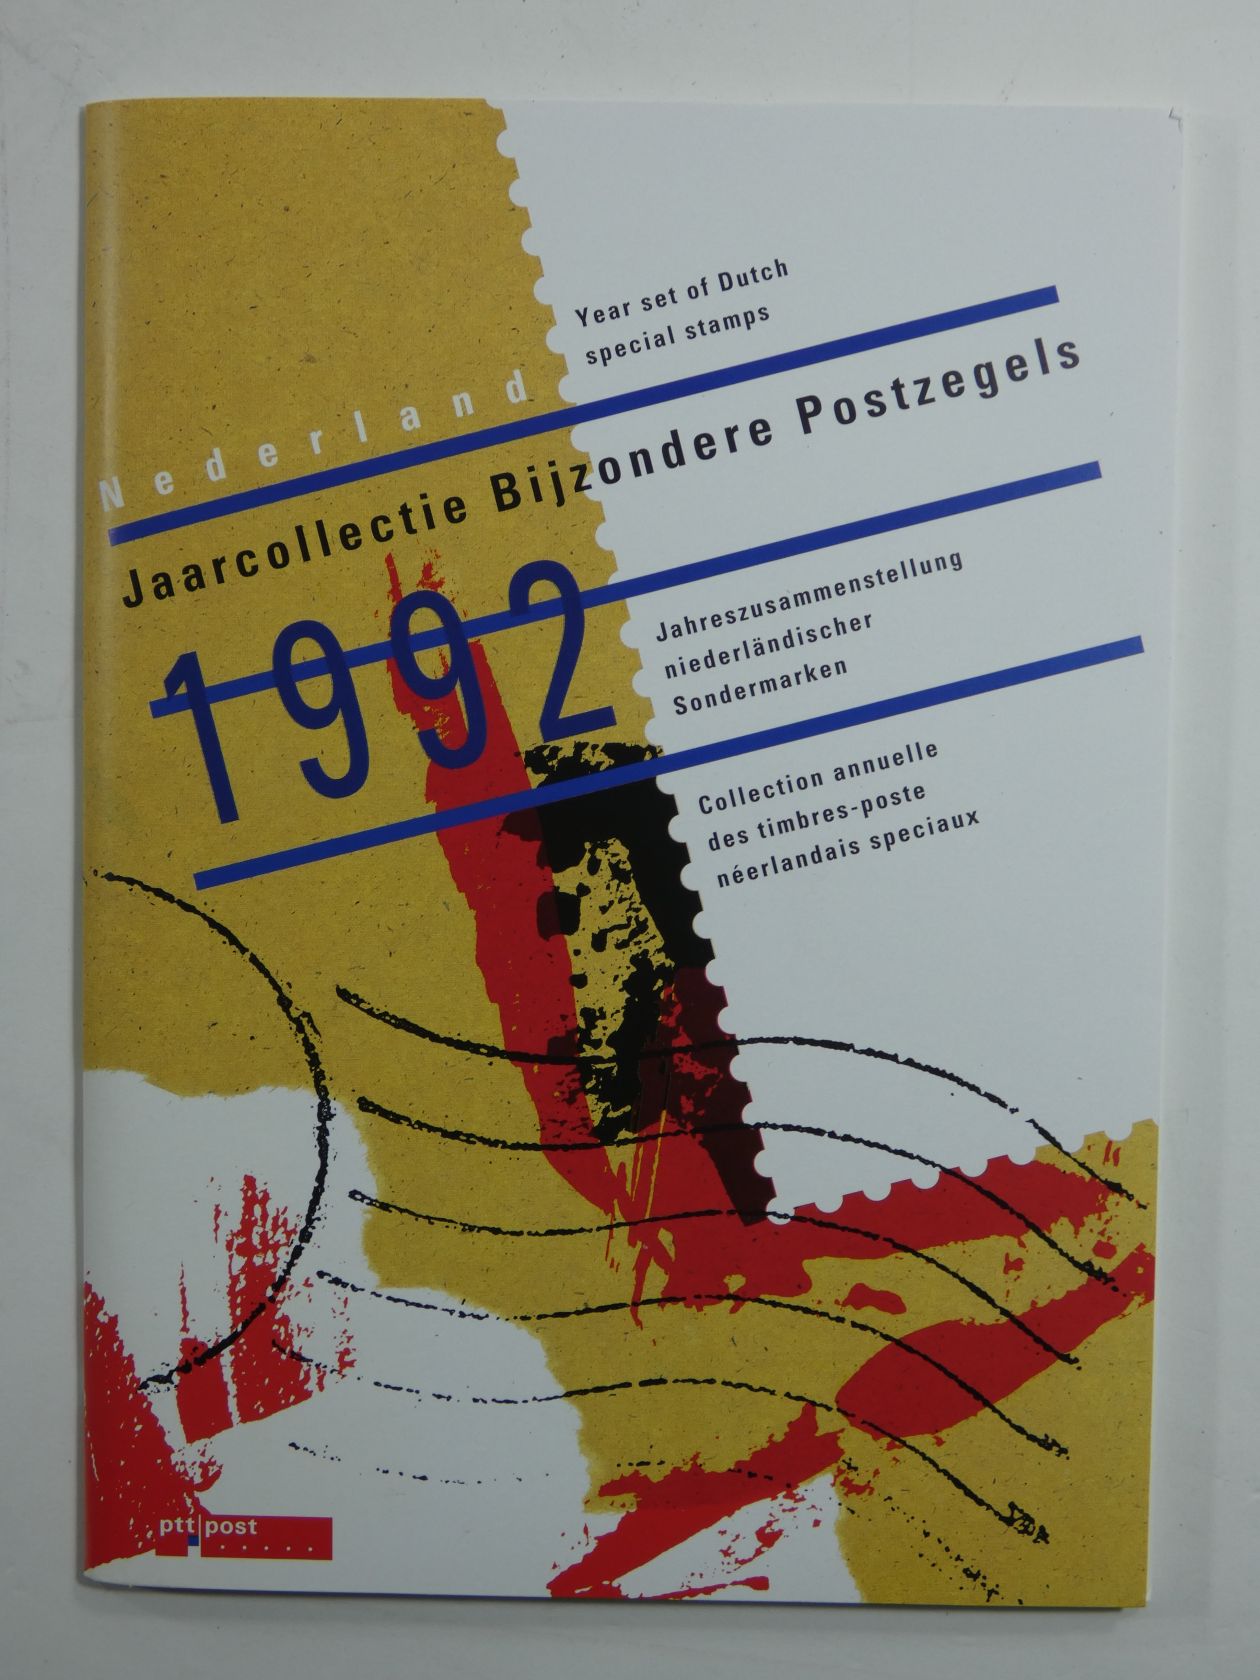 Year set of Dutch
special stamps
Nederland
Jaarcollectie Bijzondere Postzegels
1992
Jahreszusammenstellung
niederländischer
Sondermarken
Collection annuelle
des timbres-poste
néerlandais speciaux
ptt post